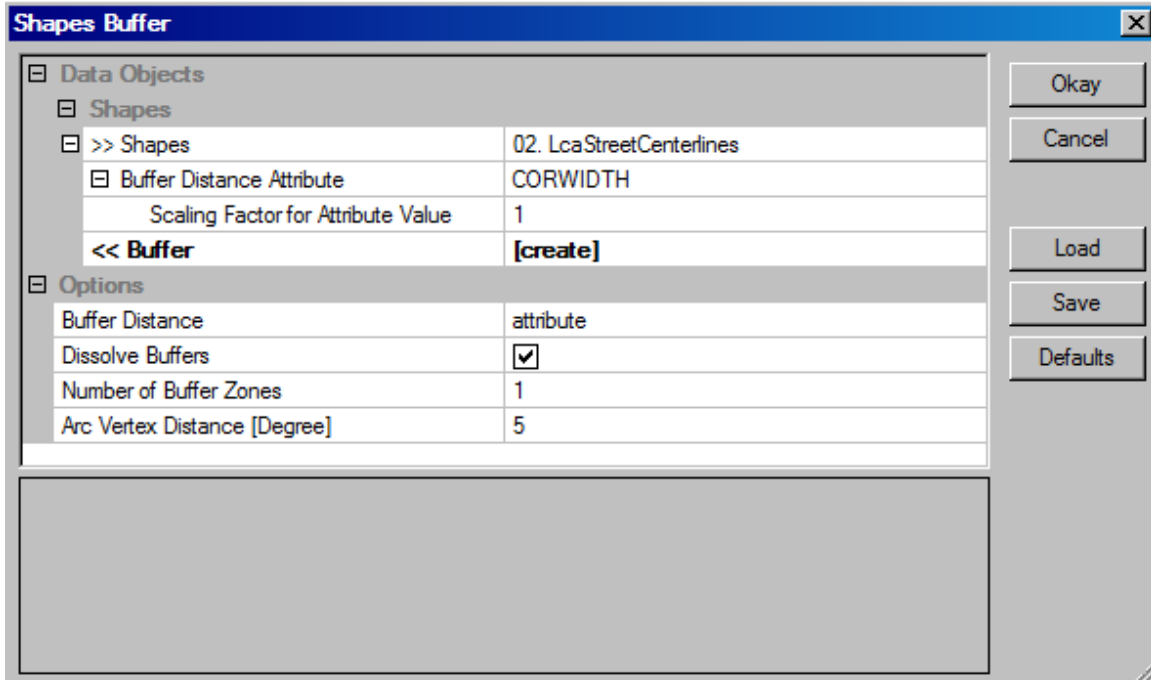 Shapes Buffer
Data Objects
Shapes
>> Shapes 02. LcaStreetCenterlines
Buffer Distance Attribute CORWIDTH
Scaling Factor for Attribute Value 1
<< Buffer [create]
Options
Buffer Distance attribute
Dissolve Buffers
Number of Buffer Zones 1
Arc Vertex Distance [Degree] 5
Okay
Cancel
Load
Save
Defaults